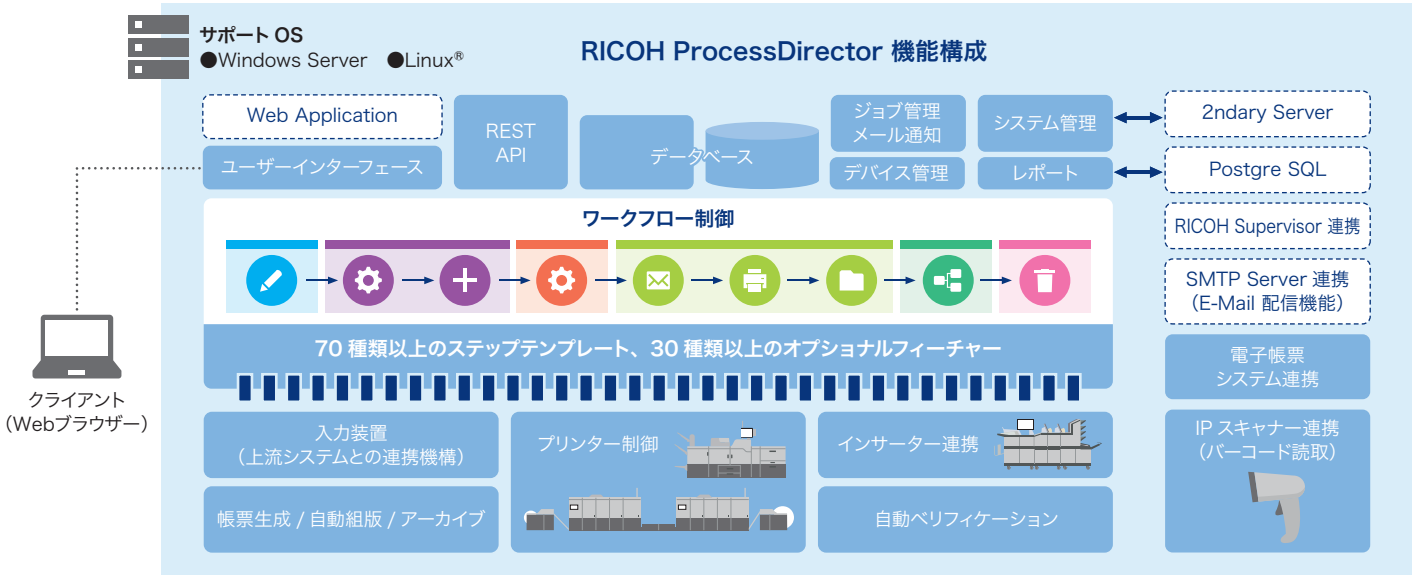 サポート OS
●Windows Server ●Linux®
RICOH ProcessDirector 機能構成
Web Application
ユーザーインターフェース
REST
API
データベース
ジョブ管理
メール通知
デバイス管理
システム管理
レポート
2ndary Server
Postgre SQL
RICOH Supervisor 連携
SMTP Server 連携
（E-Mail 配信機能）
電子帳票
システム連携
IP スキャナー連携
（バーコード読取）
ワークフロー制御
70 種類以上のステップテンプレート、30 種類以上のオプショナルフィーチャー
クライアント
（Webブラウザー）
入力装置
（上流システムとの連携機構）
プリンター制御
インサーター連携
帳票生成 / 自動組版 / アーカイブ
自動ベリフィケーション